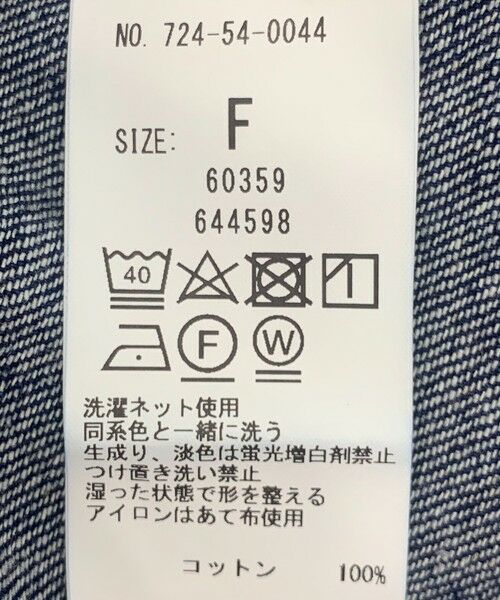 NO. 724-54-0044
SIZE: F
60359
644598
40
F W
洗濯ネット使用
同系色と一緒に洗う
生成り、淡色は蛍光増白剤禁止
つけ置き洗い禁止
湿った状態で形を整える
アイロンはあて布使用
コットン 100%